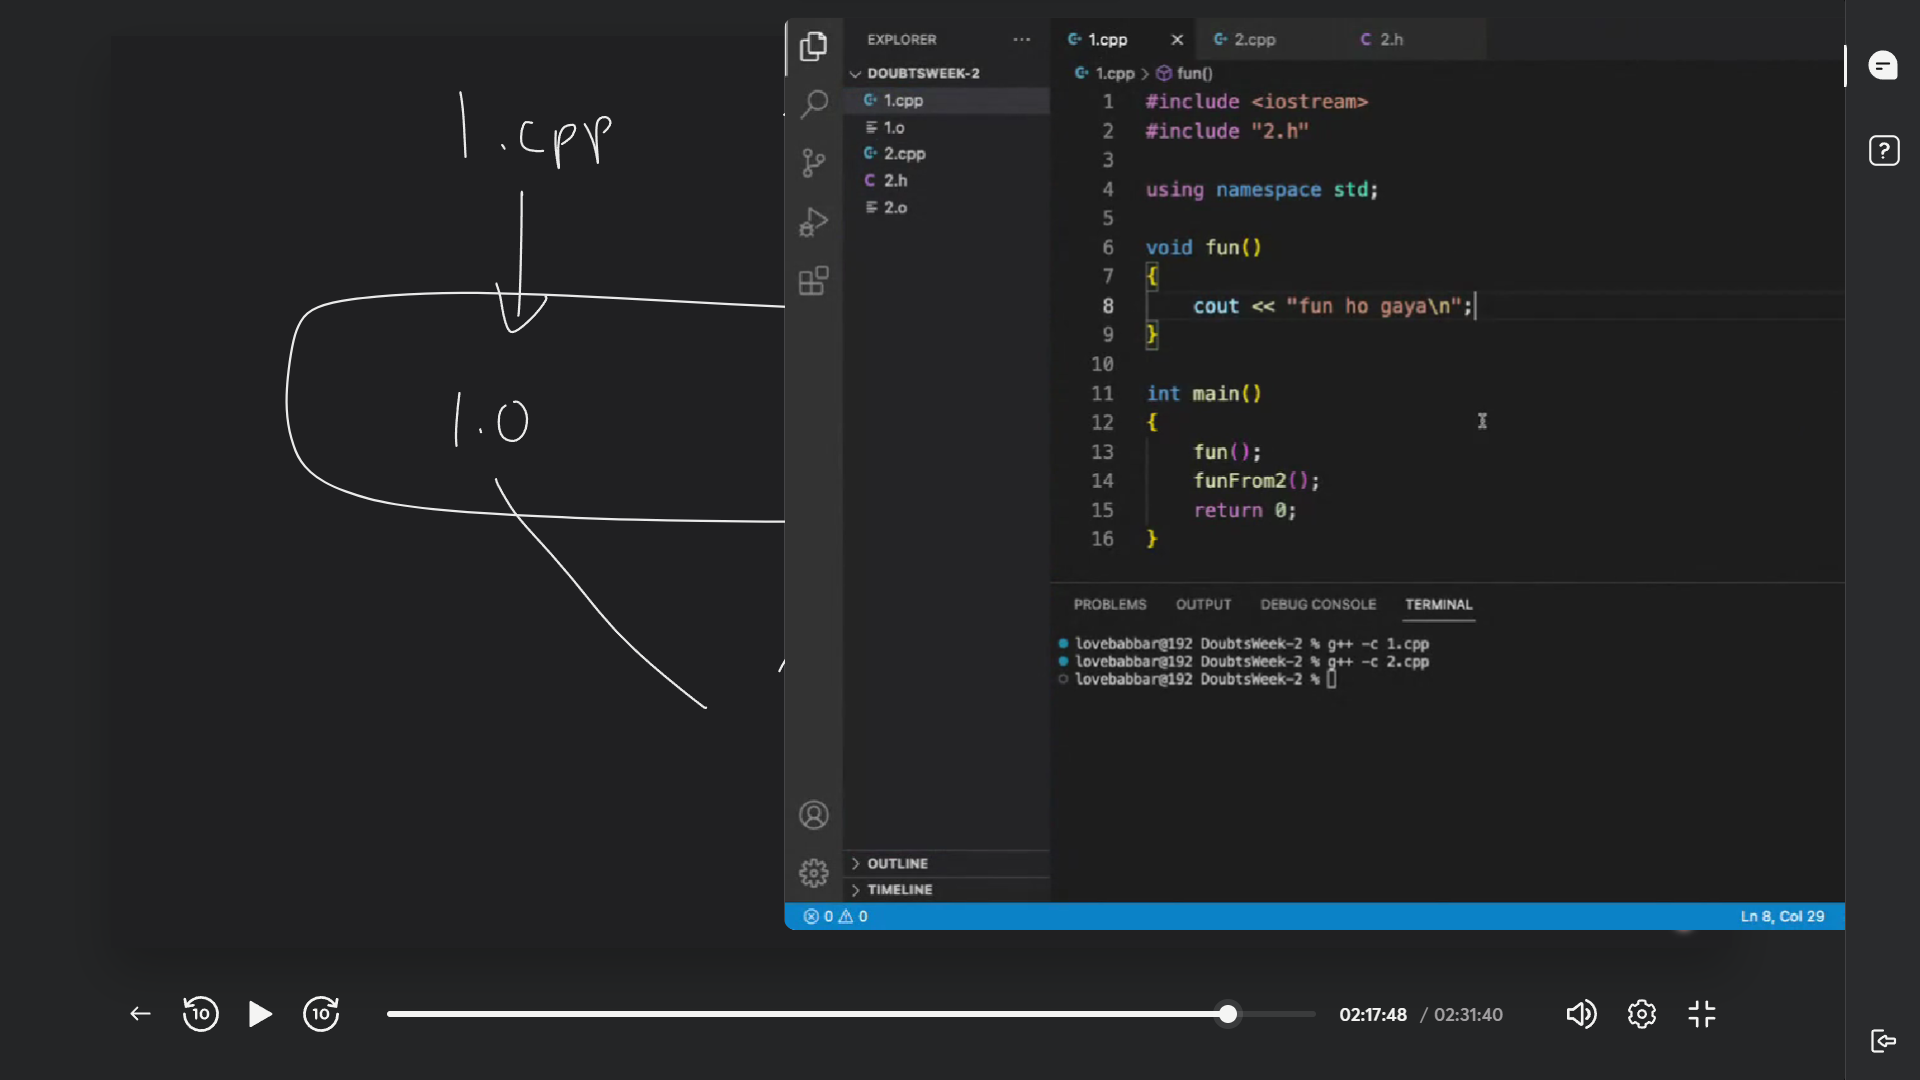 1.cpp
1.0
EXPLORER
DOUBTSWEEK-2
1.cpp
1.o
2.cpp
2.h
2.o
OUTLINE
TIMELINE
1.cpp 2.cpp 2.h
1.cpp > fun()
1 #include <iostream>
2 #include "2.h"
3
4 using namespace std;
5
6 void fun()
7 {
8 cout << "fun ho gaya\n";
9 }
10
11 int main()
12 {
13 fun();
14 funFrom2();
15 return 0;
16 }
PROBLEMS OUTPUT DEBUG CONSOLE TERMINAL
lovebabbar@192 DoubtsWeek-2 % g++ -c 1.cpp
lovebabbar@192 DoubtsWeek-2 % g++ -c 2.cpp
lovebabbar@192 DoubtsWeek-2 %
0 0 Ln 8, Col 29
10 10 02:17:48 / 02:31:40